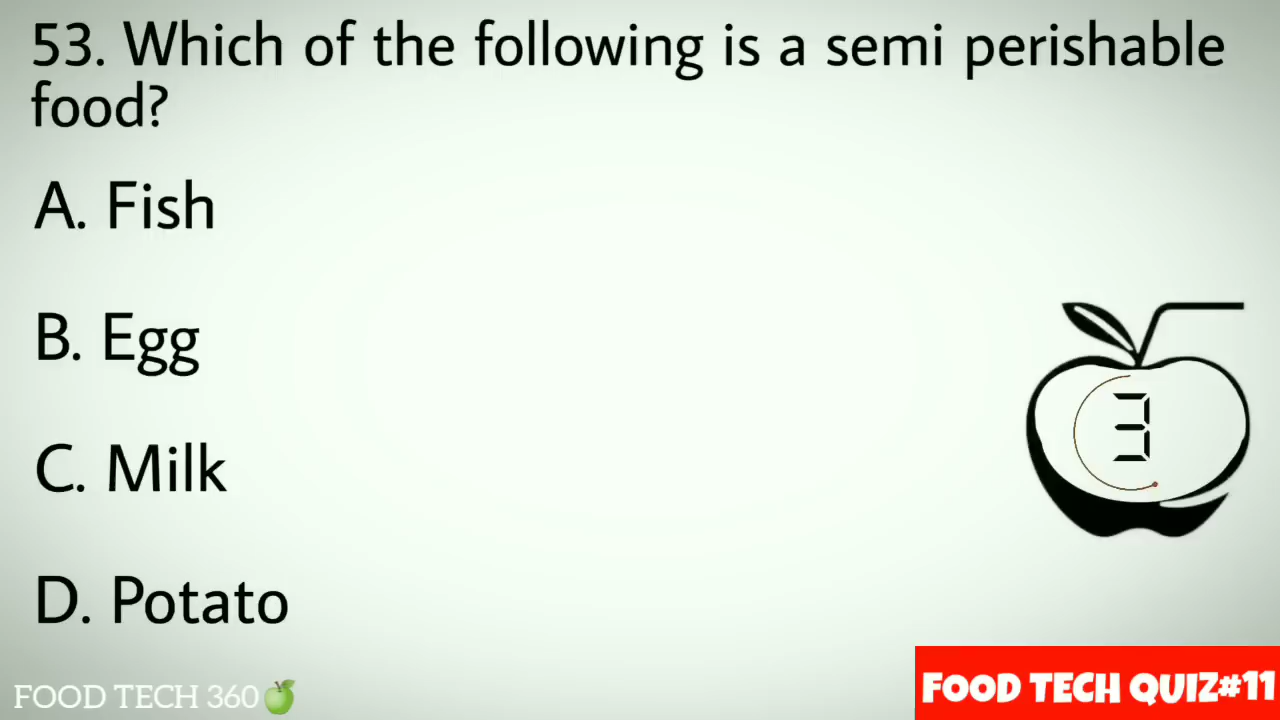 53. Which of the following is a semi perishable
food?
A. Fish
B. Egg
3
C. Milk
D. Potato
FOOD TECH 360
FOOD TECH QUIZ#11